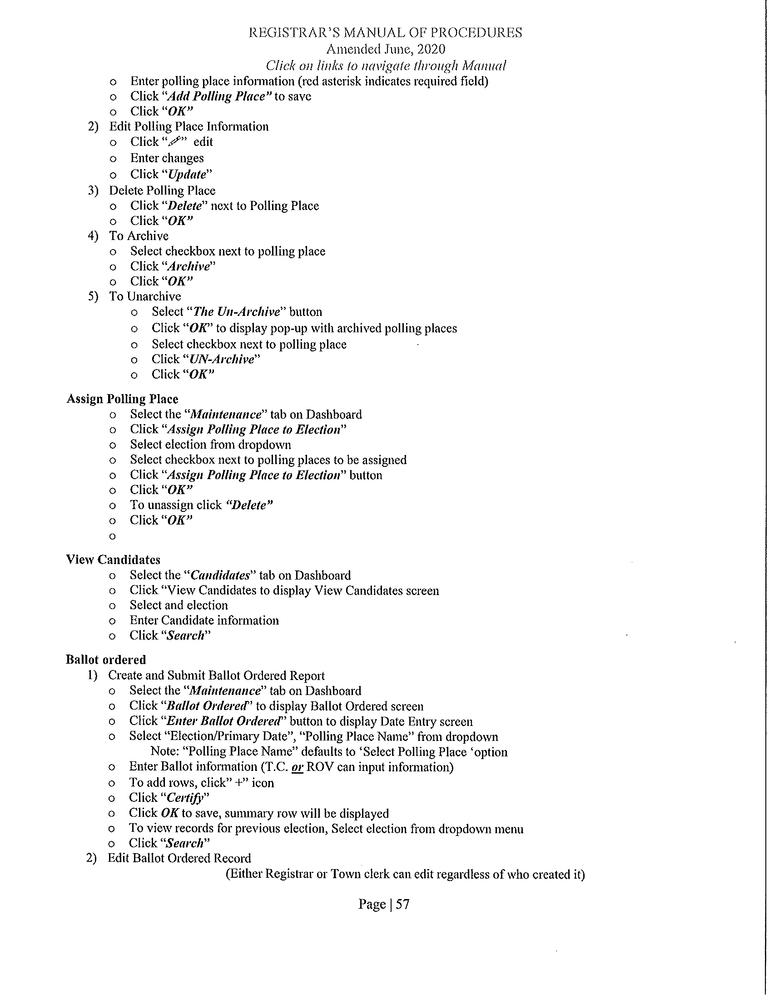 REGISTRAR'S MANUAL OF PROCEDURES
Amended June, 2020
Click on links to navigate through Manual
o Enter polling place information (red asterisk indicates required field)
o Click “Add Polling Place” to save
o Click “OK”
2) Edit Polling Place Information
o Click “✐” edit
o Enter changes
o Click “Update”
3) Delete Polling Place
o Click “Delete” next to Polling Place
o Click “OK”
4) To Archive
o Select checkbox next to polling place
o Click “Archive”
o Click “OK”
5) To Unarchive
o Select “The Un-Archive” button
o Click “OK” to display pop-up with archived polling places
o Select checkbox next to polling place
o Click “UN-Archive”
o Click “OK”
Assign Polling Place
o Select the “Maintenance” tab on Dashboard
o Click “Assign Polling Place to Election”
o Select election from dropdown
o Select checkbox next to polling places to be assigned
o Click “Assign Polling Place to Election” button
o Click “OK”
o To unassign click “Delete”
o Click “OK”
o
View Candidates
o Select the “Candidates” tab on Dashboard
o Click “View Candidates to display View Candidates screen
o Select and election
o Enter Candidate information
o Click “Search”
Ballot ordered
1) Create and Submit Ballot Ordered Report
o Select the “Maintenance” tab on Dashboard
o Click “Ballot Ordered” to display Ballot Ordered screen
o Click “Enter Ballot Ordered” button to display Date Entry screen
o Select “Election/Primary Date”, “Polling Place Name” from dropdown
Note: “Polling Place Name” defaults to ‘Select Polling Place ‘option
o Enter Ballot information (T.C. or ROV can input information)
o To add rows, click” +” icon
o Click “Certify”
o Click OK to save, summary row will be displayed
o To view records for previous election, Select election from dropdown menu
o Click “Search”
2) Edit Ballot Ordered Record
(Either Registrar or Town clerk can edit regardless of who created it)
Page | 57